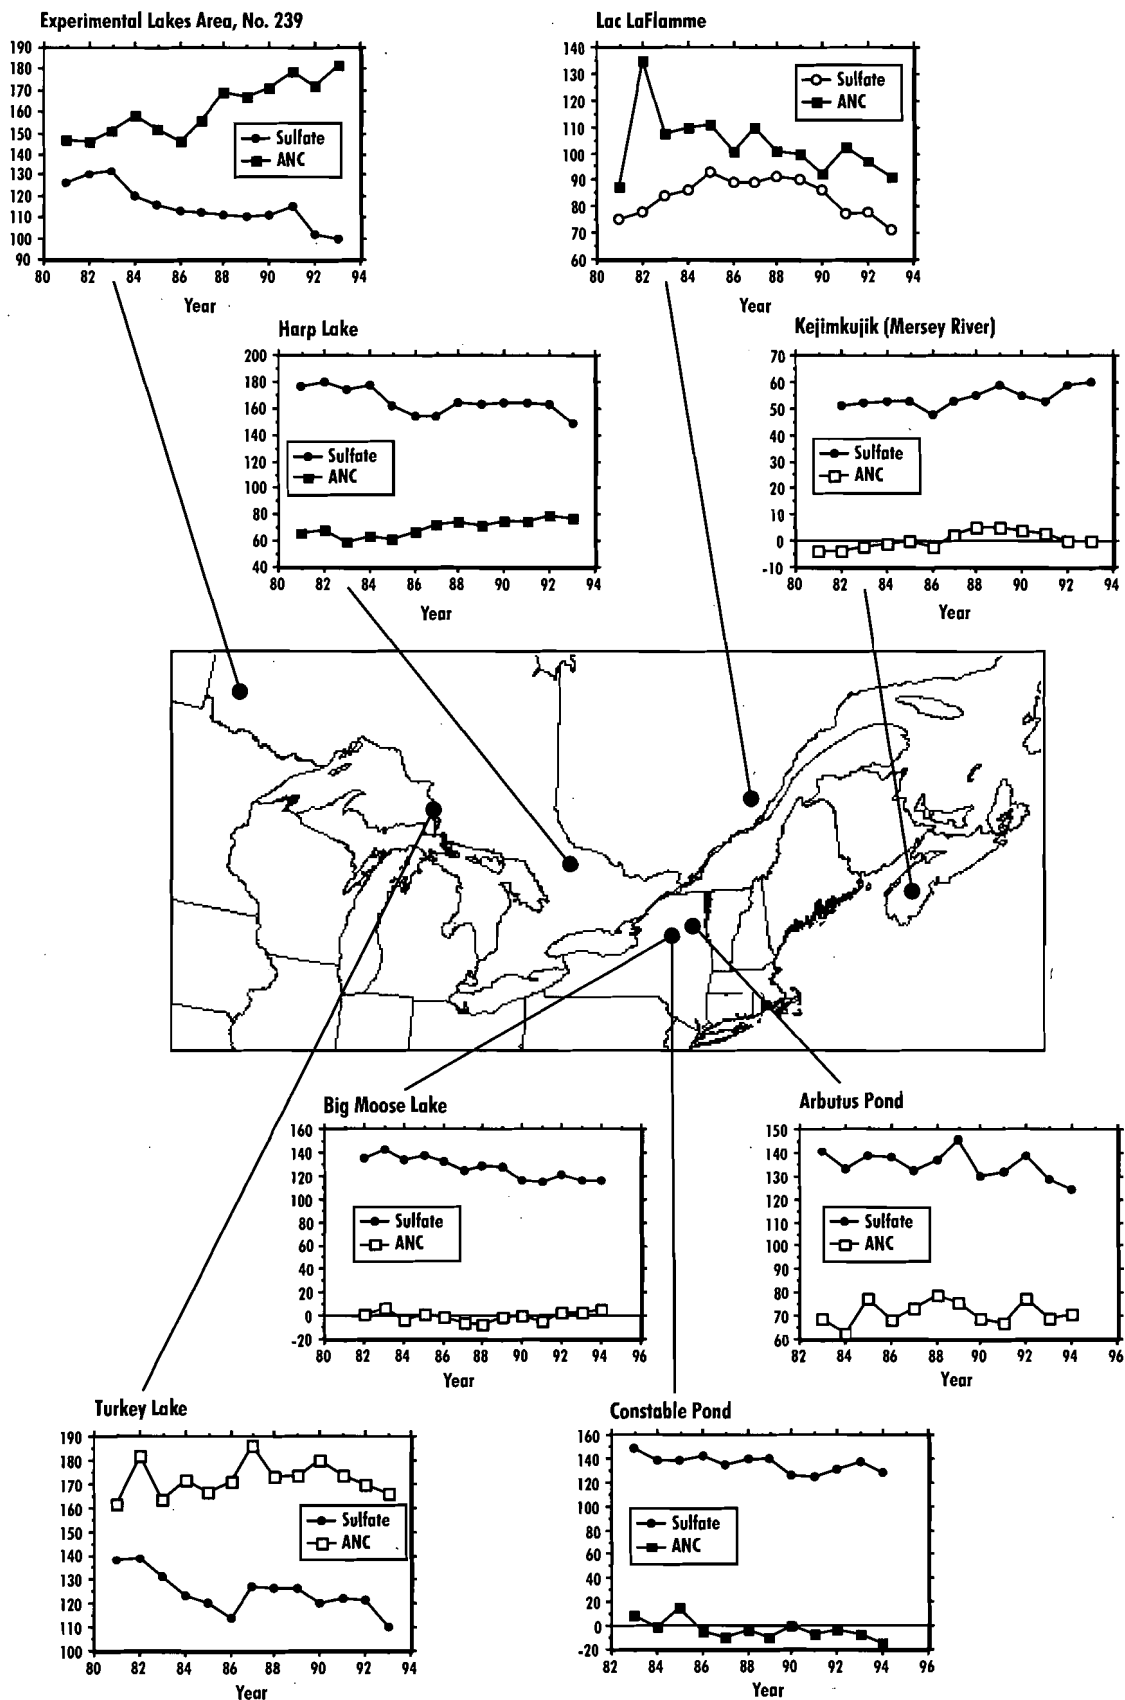 Experimental Lakes Area, No. 239
190
180
170
160
150
140
130
120
110
100
90
Sulfate
ANC
80 82 84 86 88 90 92 94
Year
Lac LaFlamme
140
130
120
110
100
90
80
70
60
Sulfate
ANC
80 82 84 86 88 90 92 94
Year
Harp Lake
200
180
160
140
120
100
80
60
40
Sulfate
ANC
80 82 84 86 88 90 92 94
Year
Kejimkujik (Mersey River)
70
60
50
40
30
20
10
0
-10
Sulfate
ANC
80 82 84 86 88 90 92 94
Year
Big Moose Lake
160
140
120
100
80
60
40
20
0
-20
Sulfate
ANC
80 82 84 86 88 90 92 94 96
Year
Arbutus Pond
150
140
130
120
110
100
90
80
70
60
Sulfate
ANC
82 84 86 88 90 92 94 96
Year
Turkey Lake
190
180
170
160
150
140
130
120
110
100
Sulfate
ANC
80 82 84 86 88 90 92 94
Year
Constable Pond
160
140
120
100
80
60
40
20
0
-20
Sulfate
ANC
82 84 86 88 90 92 94 96
Year